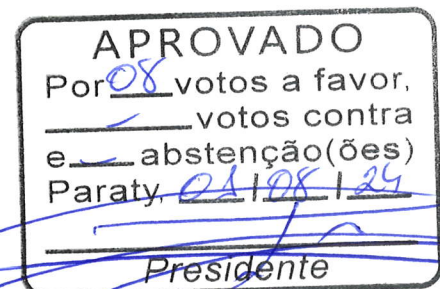 APROVADO
Por 08 votos a favor,
votos contra
e abstenção(ões)
Paraty, 01 | 08 | 24
Presidente